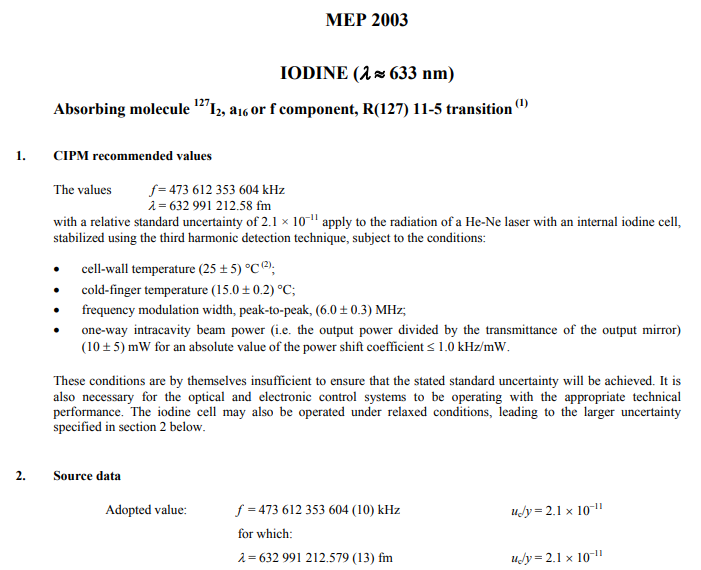 MEP 2003
IODINE (λ ≈ 633 nm)
Absorbing molecule ¹²⁷I₂, a₁₆ or f component, R(127) 11-5 transition ⁽¹⁾
1. CIPM recommended values
The values f = 473 612 353 604 kHz
λ = 632 991 212.58 fm
with a relative standard uncertainty of 2.1 × 10⁻¹¹ apply to the radiation of a He-Ne laser with an internal iodine cell,
stabilized using the third harmonic detection technique, subject to the conditions:
• cell-wall temperature (25 ± 5) °C⁽²⁾;
• cold-finger temperature (15.0 ± 0.2) °C;
• frequency modulation width, peak-to-peak, (6.0 ± 0.3) MHz;
• one-way intracavity beam power (i.e. the output power divided by the transmittance of the output mirror)
(10 ± 5) mW for an absolute value of the power shift coefficient ≤ 1.0 kHz/mW.
These conditions are by themselves insufficient to ensure that the stated standard uncertainty will be achieved. It is
also necessary for the optical and electronic control systems to be operating with the appropriate technical
performance. The iodine cell may also be operated under relaxed conditions, leading to the larger uncertainty
specified in section 2 below.
2. Source data
Adopted value: f = 473 612 353 604 (10) kHz u_c/y = 2.1 × 10⁻¹¹
for which:
λ = 632 991 212.579 (13) fm u_c/y = 2.1 × 10⁻¹¹